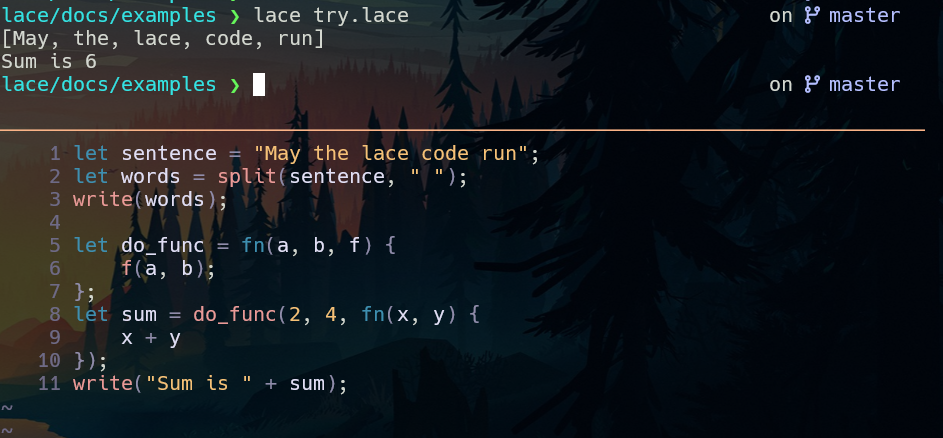 lace/docs/examples ❯ lace try.lace on master
[May, the, lace, code, run]
Sum is 6
lace/docs/examples ❯ on master
1 let sentence = "May the lace code run";
2 let words = split(sentence, " ");
3 write(words);
4
5 let do_func = fn(a, b, f) {
6     f(a, b);
7 };
8 let sum = do_func(2, 4, fn(x, y) {
9     x + y
10 });
11 write("Sum is " + sum);
~
~